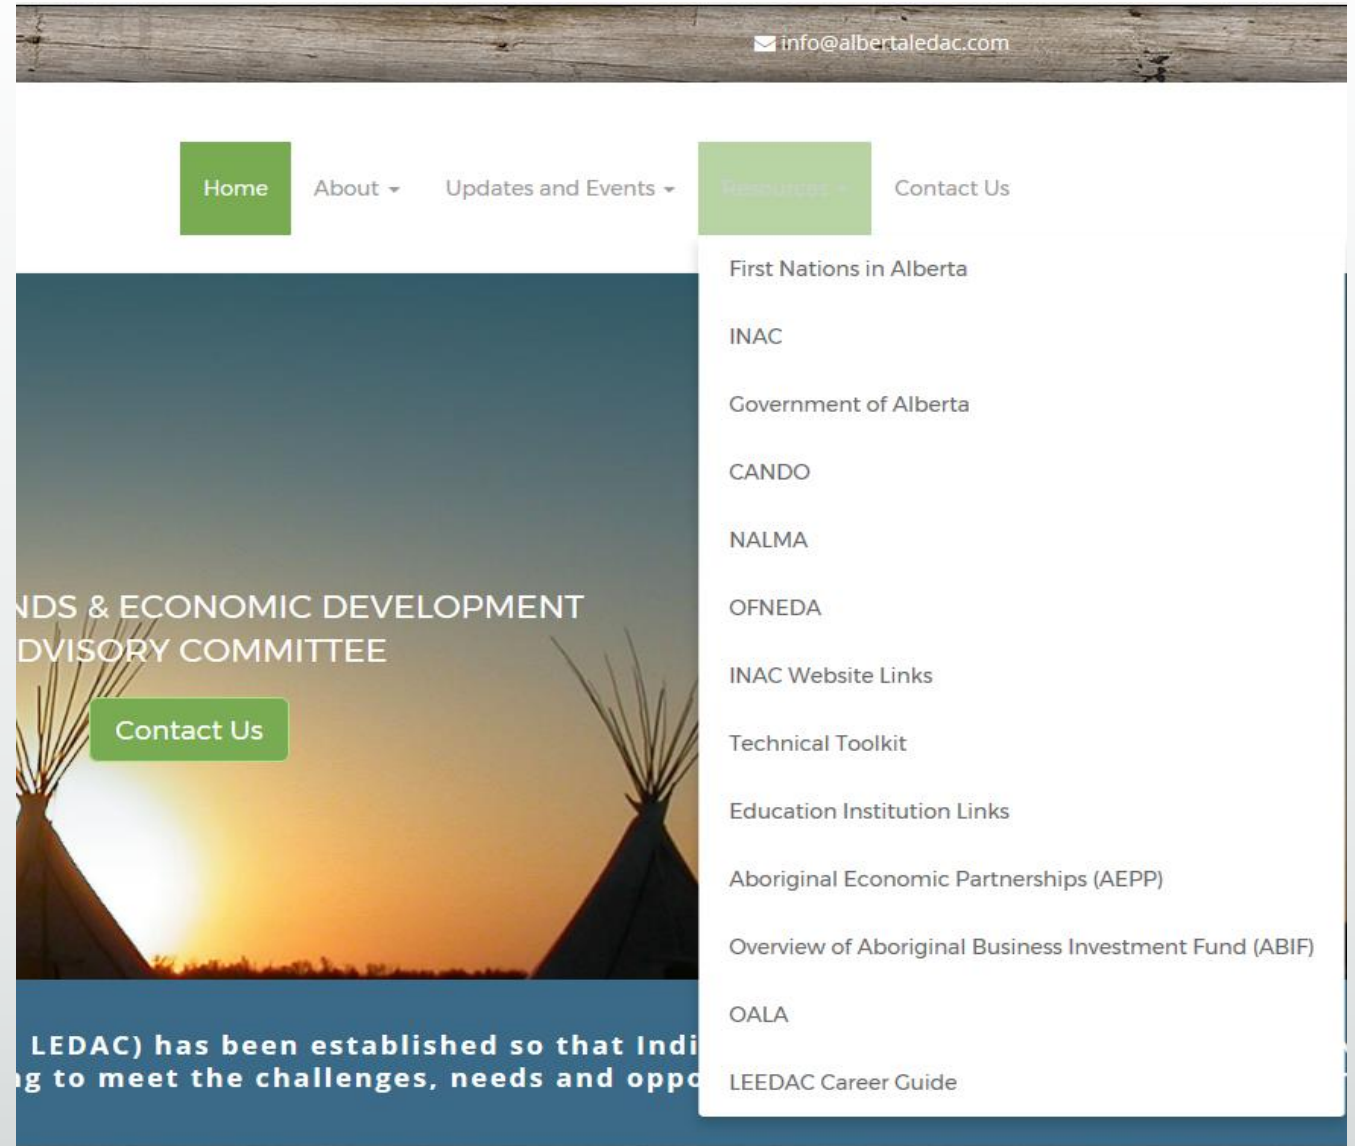 info@albertaledac.com
Home About Updates and Events Resources Contact Us
First Nations in Alberta
INAC
Government of Alberta
CANDO
NALMA
OFNEDA
INAC Website Links
Technical Toolkit
Education Institution Links
Aboriginal Economic Partnerships (AEPP)
Overview of Aboriginal Business Investment Fund (ABIF)
OALA
LEEDAC Career Guide
NDS & ECONOMIC DEVELOPMENT
DVISORY COMMITTEE
Contact Us
LEDAC) has been established so that Indi
ng to meet the challenges, needs and oppo